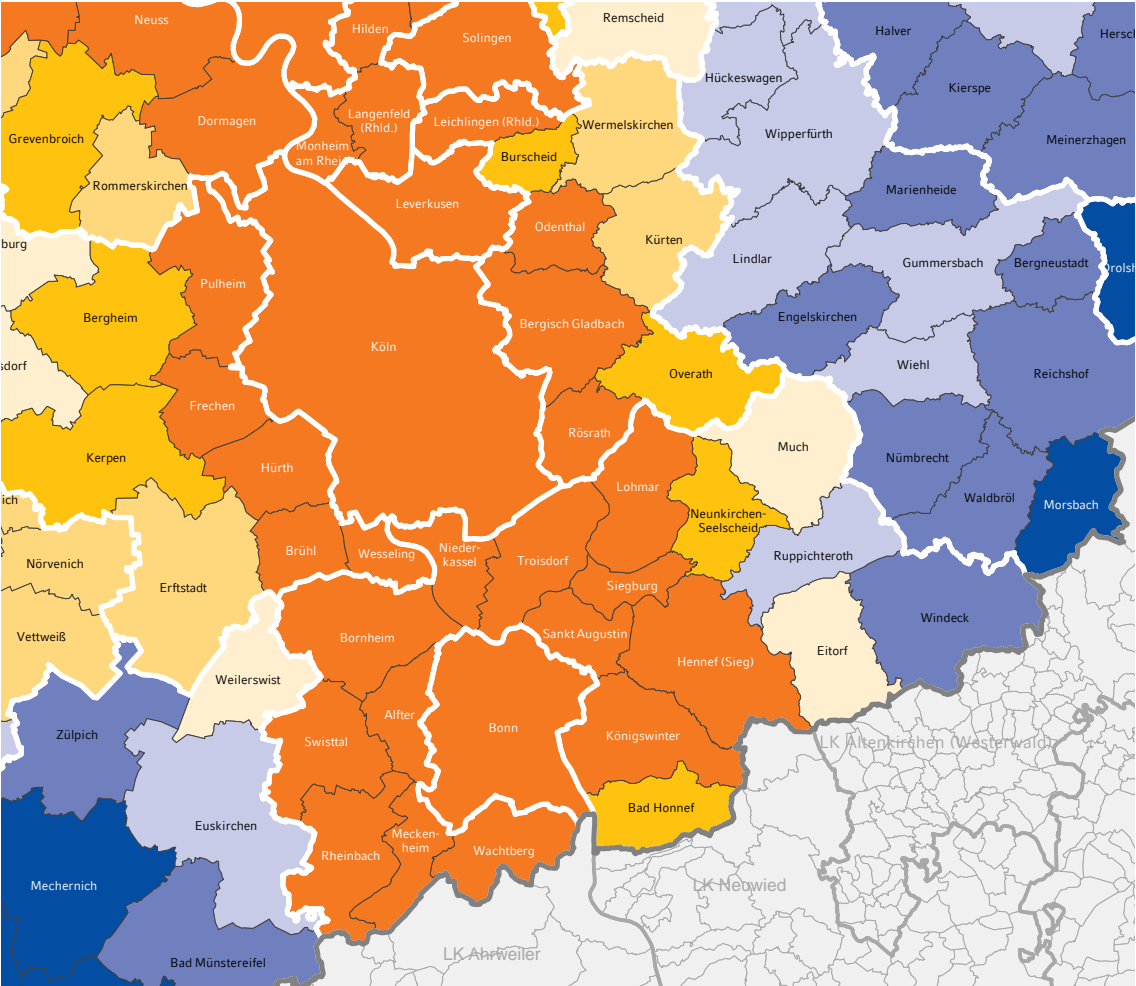 Neuss
Hilden
Solingen
Remscheid
Halver
Hersch
Hückeswagen
Kierspe
Grevenbroich
Dormagen
Langenfeld
(Rhld.)
Leichlingen (Rhld.)
Wermelskirchen
Wipperfürth
Meinerzhagen
Monheim
am Rhein
Burscheid
Rommerskirchen
Marienheide
Leverkusen
Odenthal
Kürten
Lindlar
Gummersbach
Bergneustadt
burg
Pulheim
Bergheim
Köln
Bergisch Gladbach
Engelskirchen
sdorf
Wiehl
Reichshof
Overath
Frechen
Rösrath
Much
Kerpen
Hürth
Nümbrecht
Lohmar
Waldbröl
Morsbach
ich
Neunkirchen-
Seelscheid
Nörvenich
Brühl
Wesseling
Nieder-
kassel
Troisdorf
Ruppichteroth
Erftstadt
Siegburg
Windeck
Vettweiß
Bornheim
Sankt Augustin
Eitorf
Hennef (Sieg)
Weilerswist
Alfter
Bonn
Königswinter
Zülpich
Swisttal
LK Altenkirchen (Westerwald)
Bad Honnef
Euskirchen
Mecken-
heim
Rheinbach
Wachtberg
Mechernich
LK Neuwied
LK Ahrweiler
Bad Münstereifel